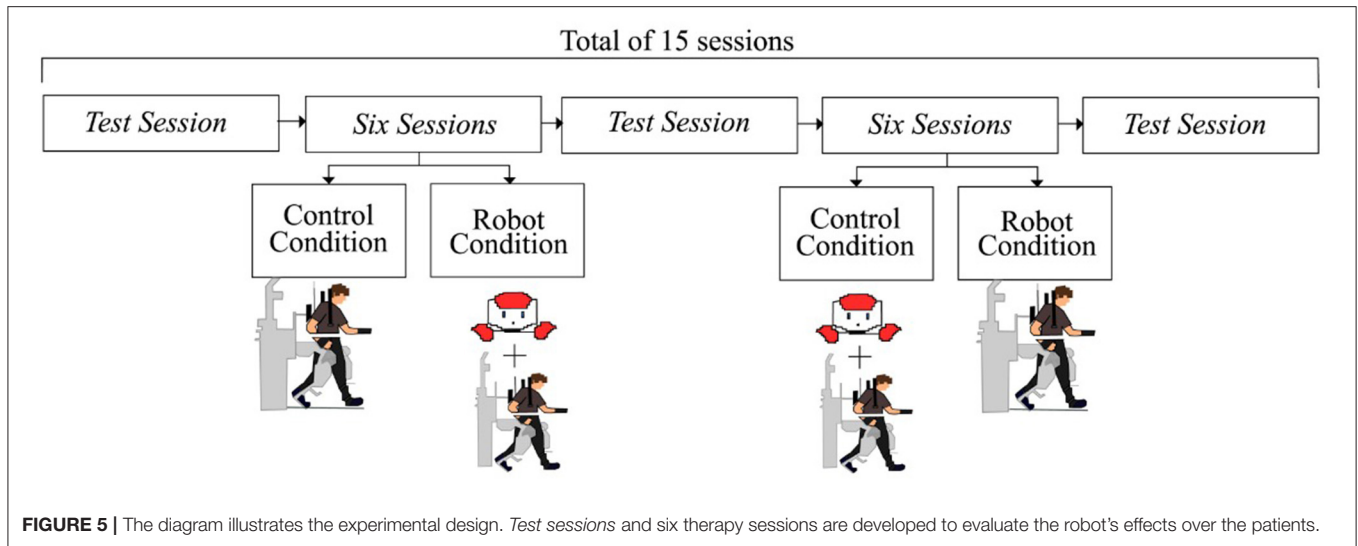 Total of 15 sessions
Test Session
Six Sessions
Test Session
Six Sessions
Test Session
Control
Condition
Robot
Condition
Control
Condition
Robot
Condition
+
+
FIGURE 5 | The diagram illustrates the experimental design. Test sessions and six therapy sessions are developed to evaluate the robot's effects over the patients.